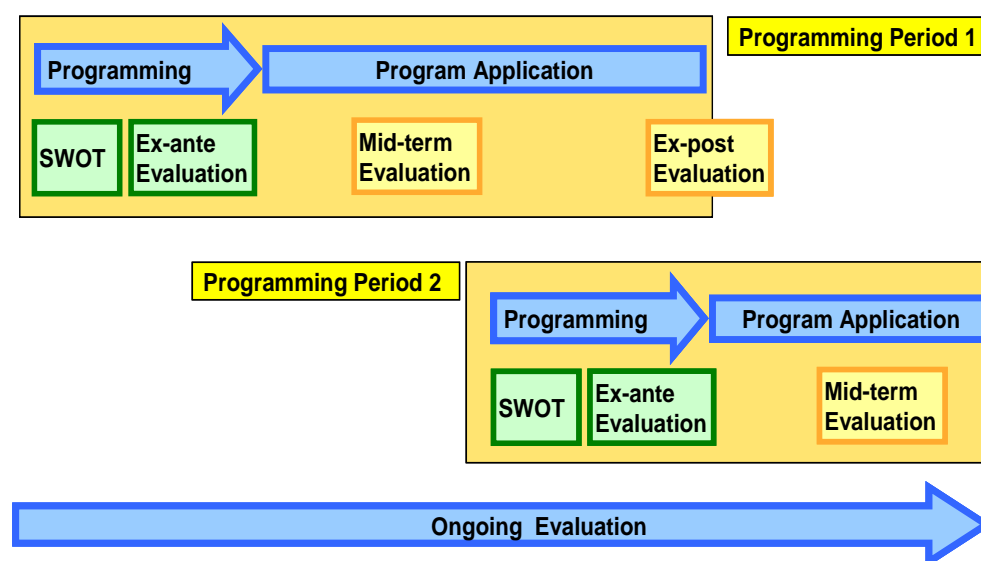 Programming Period 1
Programming
Program Application
SWOT
Ex-ante
Evaluation
Mid-term
Evaluation
Ex-post
Evaluation
Programming Period 2
Programming
Program Application
SWOT
Ex-ante
Evaluation
Mid-term
Evaluation
Ongoing Evaluation